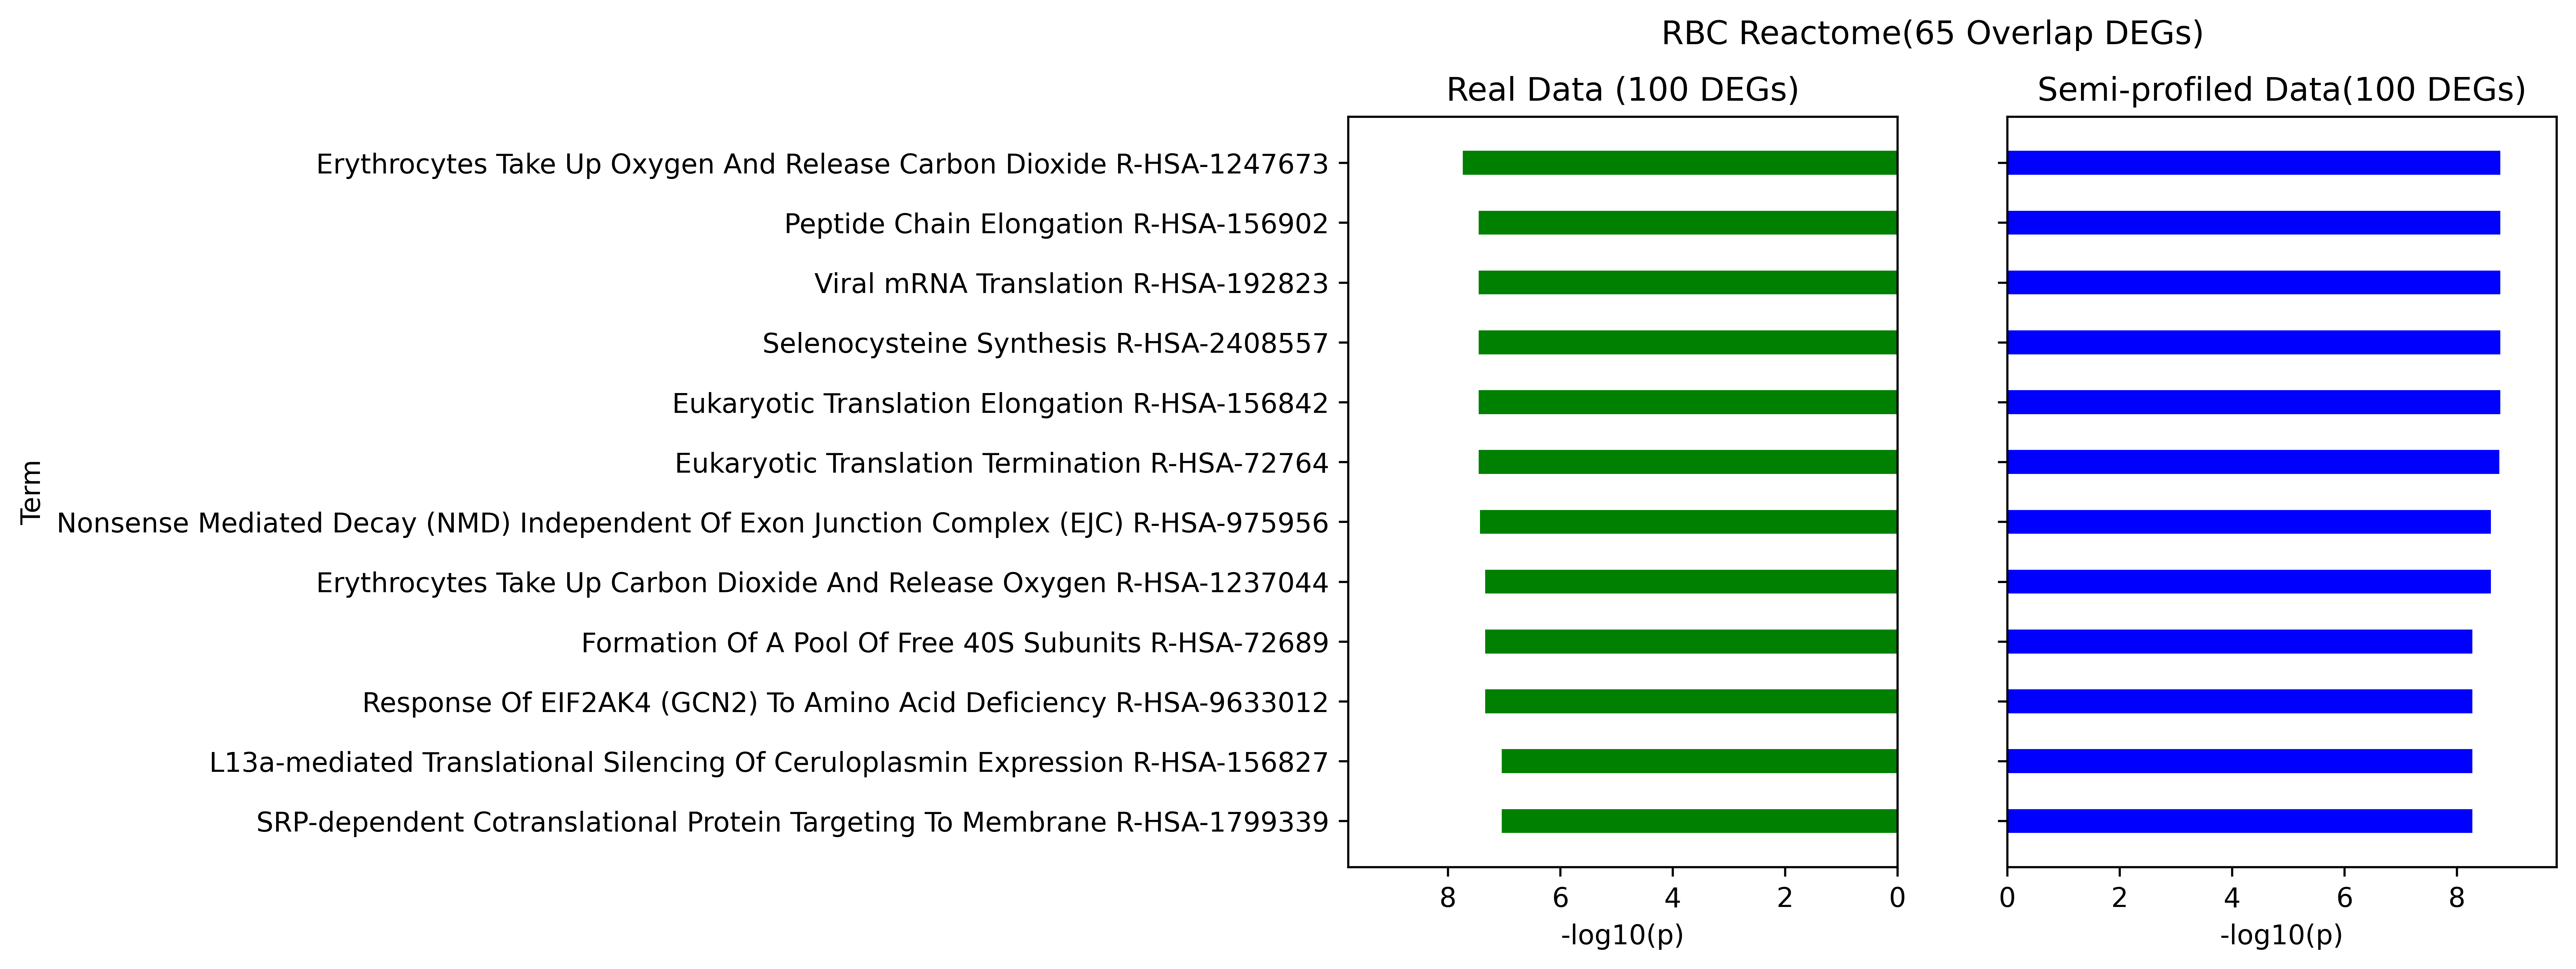 RBC Reactome(65 Overlap DEGs)
Real Data (100 DEGs)
Semi-profiled Data(100 DEGs)
Term
Erythrocytes Take Up Oxygen And Release Carbon Dioxide R-HSA-1247673
Peptide Chain Elongation R-HSA-156902
Viral mRNA Translation R-HSA-192823
Selenocysteine Synthesis R-HSA-2408557
Eukaryotic Translation Elongation R-HSA-156842
Eukaryotic Translation Termination R-HSA-72764
Nonsense Mediated Decay (NMD) Independent Of Exon Junction Complex (EJC) R-HSA-975956
Erythrocytes Take Up Carbon Dioxide And Release Oxygen R-HSA-1237044
Formation Of A Pool Of Free 40S Subunits R-HSA-72689
Response Of EIF2AK4 (GCN2) To Amino Acid Deficiency R-HSA-9633012
L13a-mediated Translational Silencing Of Ceruloplasmin Expression R-HSA-156827
SRP-dependent Cotranslational Protein Targeting To Membrane R-HSA-1799339
8 6 4 2 0
-log10(p)
0 2 4 6 8
-log10(p)